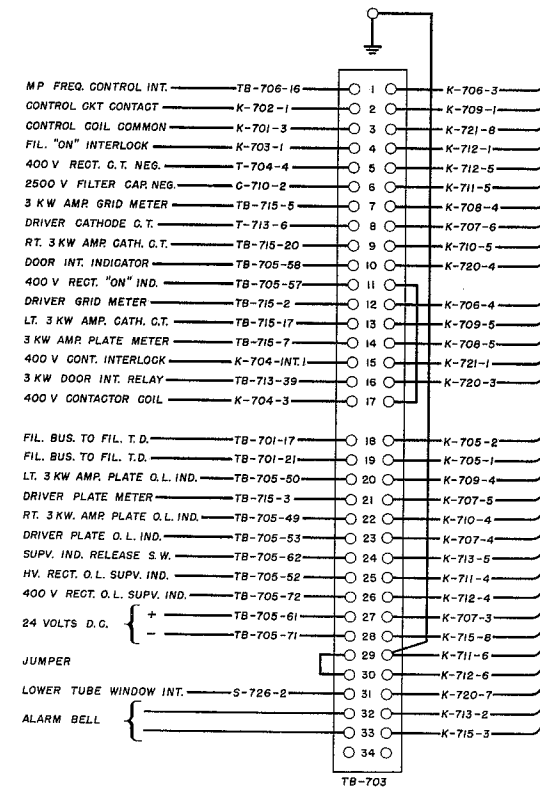 MP FREQ. CONTROL INT. TB-706-16 1 K-706-3
CONTROL CKT CONTACT K-702-1 2 K-709-1
CONTROL COIL COMMON K-701-3 3 K-721-8
FIL. "ON" INTERLOCK K-703-1 4 K-712-1
400 V RECT. C.T. NEG. T-704-4 5 K-712-5
2500 V FILTER CAP. NEG. C-710-2 6 K-711-5
3 KW AMP. GRID METER TB-715-5 7 K-708-4
DRIVER CATHODE C.T. T-713-6 8 K-707-6
RT. 3 KW AMP. CATH. C.T. TB-715-20 9 K-710-5
DOOR INT. INDICATOR TB-705-58 10 K-720-4
400 V RECT. "ON" IND. TB-705-57 11
DRIVER GRID METER TB-715-2 12 K-706-4
LT. 3 KW AMP. CATH. C.T. TB-715-17 13 K-709-5
3 KW AMP. PLATE METER TB-715-7 14 K-708-5
400 V CONT. INTERLOCK K-704-INT.1 15 K-721-1
3 KW DOOR INT. RELAY TB-713-39 16 K-720-3
400 V CONTACTOR COIL K-704-3 17
FIL. BUS. TO FIL. T.D. TB-701-17 18 K-705-2
FIL. BUS. TO FIL. T.D. TB-701-21 19 K-705-1
LT. 3 KW AMP. PLATE O.L. IND. TB-705-50 20 K-709-4
DRIVER PLATE METER TB-715-3 21 K-707-5
RT. 3 KW. AMP. PLATE O.L. IND. TB-705-49 22 K-710-4
DRIVER PLATE O.L. IND. TB-705-53 23 K-707-4
SUPV. IND. RELEASE S.W. TB-705-62 24 K-713-5
HV. RECT. O.L. SUPV. IND. TB-705-52 25 K-711-4
400 V RECT. O.L. SUPV. IND. TB-705-72 26 K-712-4
24 VOLTS D.C. + TB-705-61 27 K-707-3
- TB-705-71 28 K-715-8
JUMPER 29 K-711-6
30 K-712-6
LOWER TUBE WINDOW INT. S-726-2 31 K-720-7
ALARM BELL 32 K-713-2
33 K-715-3
34
TB-703